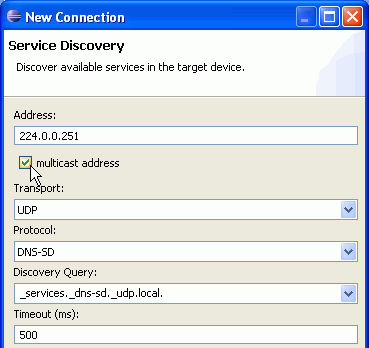 New Connection
Service Discovery
Discover available services in the target device.
Address:
224.0.0.251
multicast address
Transport:
UDP
Protocol:
DNS-SD
Discovery Query:
_services._dns-sd._udp.local.
Timeout (ms):
500